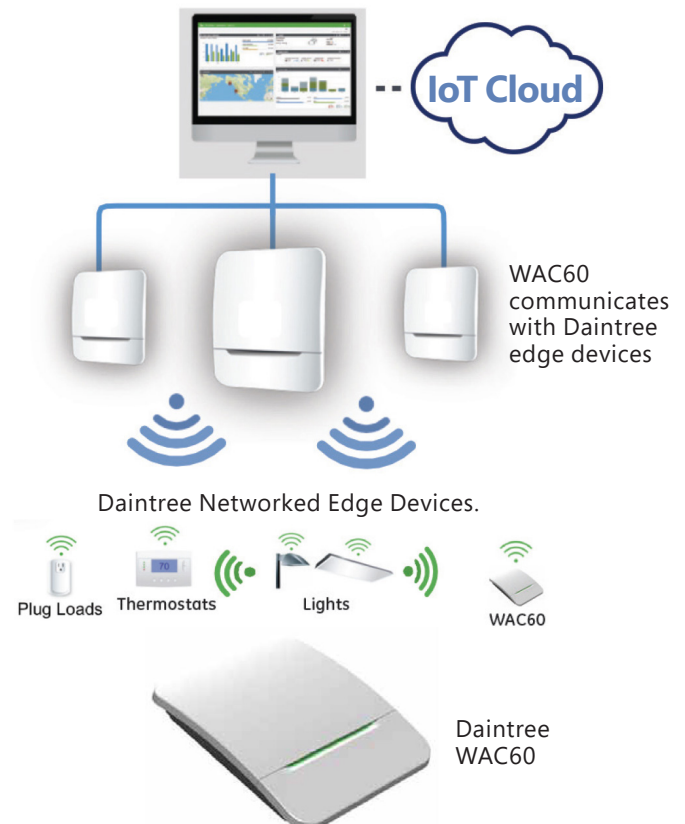 IoT Cloud
WAC60
communicates
with Daintree
edge devices
Daintree Networked Edge Devices.
70
Plug Loads
Thermostats
Lights
WAC60
Daintree
WAC60